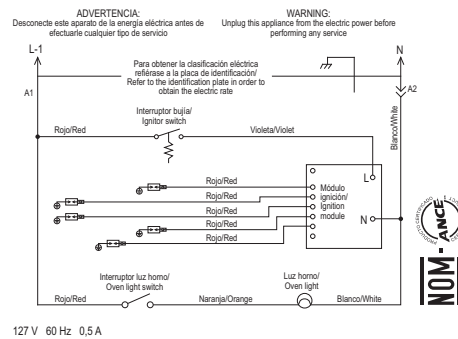 ADVERTENCIA:
Desconecte este aparato de la energía eléctrica antes de
efectuarle cualquier tipo de servicio
WARNING:
Unplug this appliance from the electric power before
performing any service
L-1
N
Para obtener la clasificación eléctrica
refiérase a la placa de identificación/
Refer to the identification plate in order to
obtain the electric rate
A1
A2
Interruptor bujía/
Ignitor switch
Rojo/Red
Violeta/Violet
Blanco/White
L
Rojo/Red
Rojo/Red
Rojo/Red
Rojo/Red
Rojo/Red
Módulo
ignición/
Ignition
module
N
Interruptor luz horno/
Oven light switch
Luz horno/
Oven light
Rojo/Red
Naranja/Orange
Blanco/White
127 V 60 Hz 0,5 A
NOM-ANCE
PRODUCTO CERTIFICADO